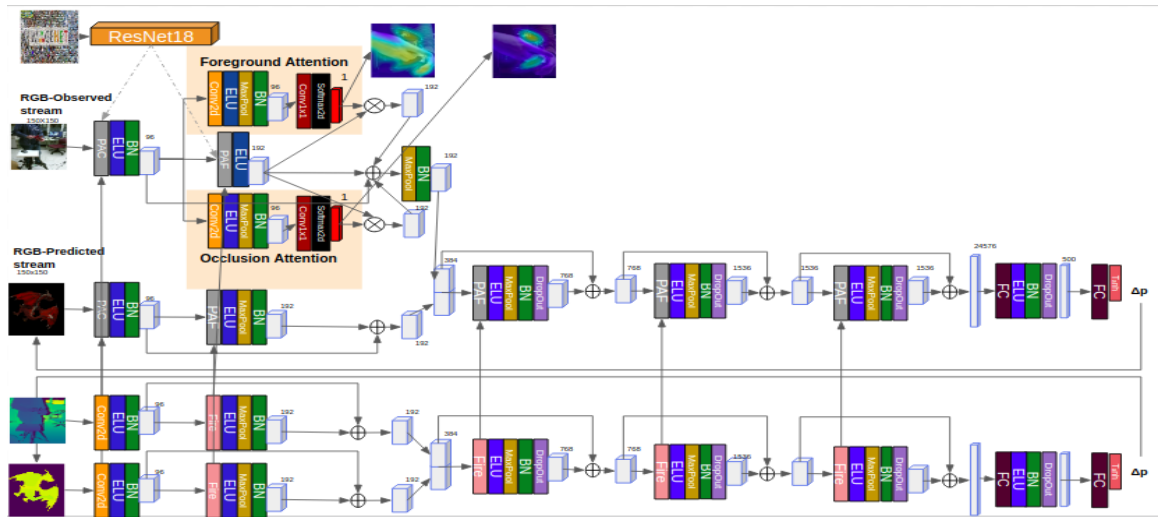 ResNet18
Foreground Attention
RGB-Observed
stream
150X150
PAC
ELU
BN
96
Conv2d
ELU
MaxPool
BN
96
Conv1x1
Softmax2d
1
192
PAF
ELU
192
MaxPool
BN
192
Conv2d
ELU
MaxPool
BN
96
Conv1x1
Softmax2d
1
192
Occlusion Attention
RGB-Predicted
stream
150x150
PAC
ELU
BN
96
PAF
ELU
MaxPool
BN
192
192
384
PAF
ELU
MaxPool
BN
DropOut
768
768
PAF
ELU
MaxPool
BN
DropOut
1536
1536
PAF
ELU
MaxPool
BN
DropOut
1536
24576
FC
ELU
BN
DropOut
500
FC
Tanh
Δp
Conv2d
ELU
BN
96
Fire
ELU
MaxPool
BN
192
192
Conv2d
ELU
BN
96
Fire
ELU
MaxPool
BN
192
192
384
Fire
ELU
MaxPool
BN
DropOut
768
768
Fire
ELU
MaxPool
BN
DropOut
1536
Fire
ELU
MaxPool
BN
DropOut
FC
ELU
BN
DropOut
FC
Tanh
Δp